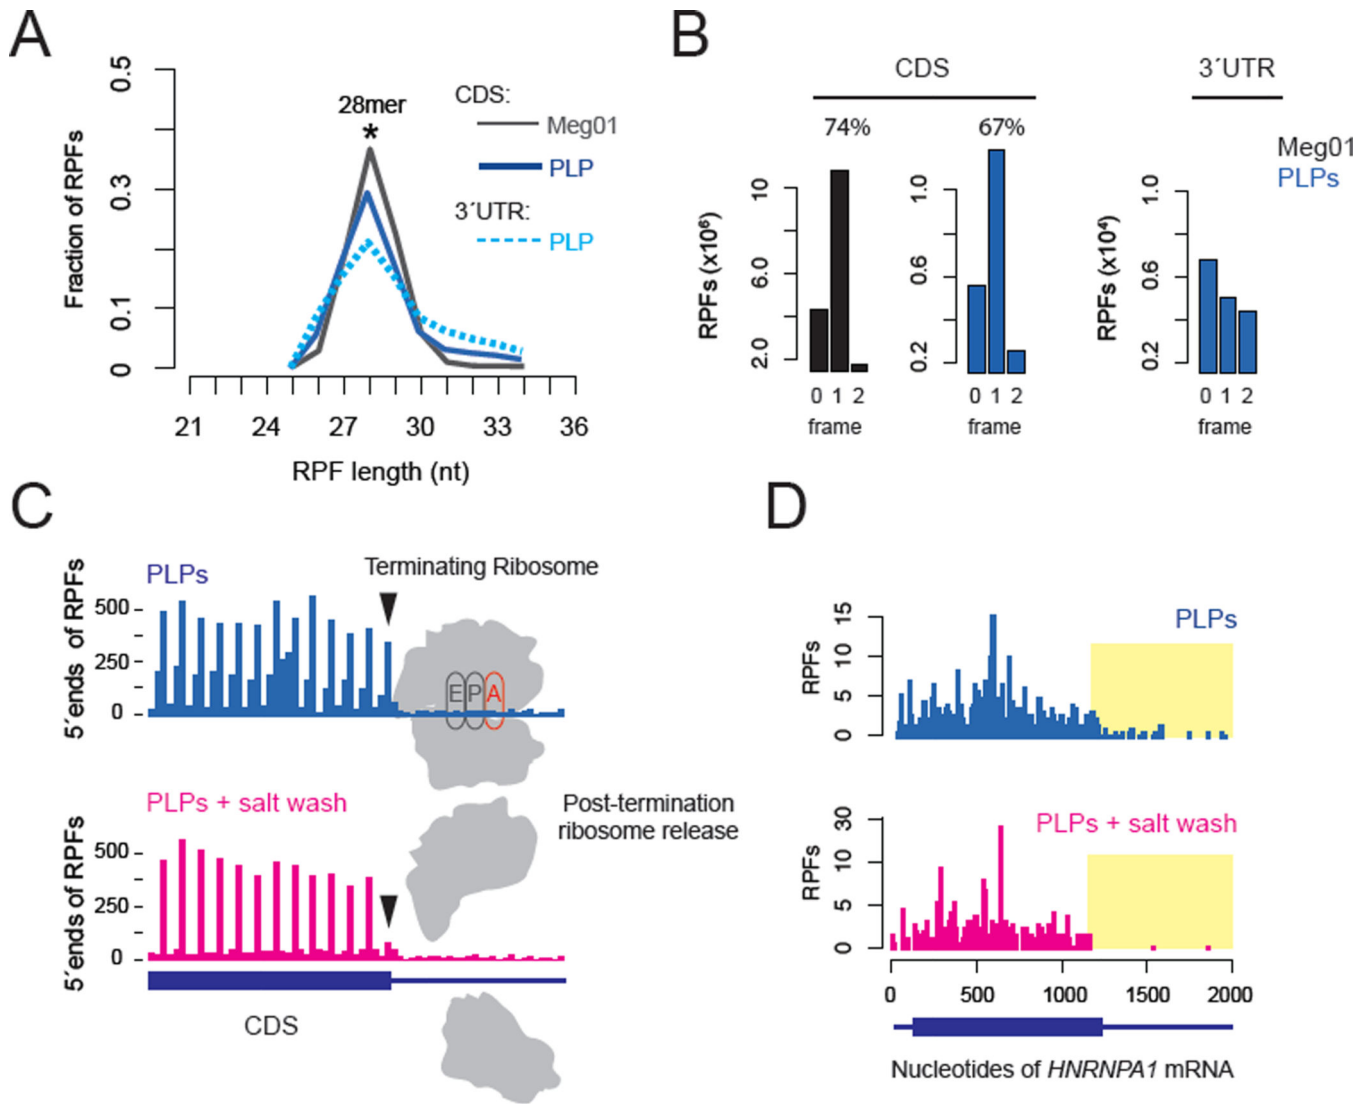 A
0.5
0.3
0.1
0
Fraction of RPFs
28mer
*
CDS:
Meg01
PLP
3´UTR:
PLP
21 24 27 30 33 36
RPF length (nt)
B
CDS
3´UTR
74%
67%
Meg01
PLPs
RPFs (x10⁶)
10
6.0
2.0
0 1 2
frame
1.0
0.6
0.2
0 1 2
frame
RPFs (x10⁴)
1.0
0.6
0.2
0 1 2
frame
C
PLPs
Terminating Ribosome
5´ends of RPFs
500
250
0
E P A
PLPs + salt wash
Post-termination
ribosome release
5´ends of RPFs
500
250
0
CDS
D
PLPs
RPFs
15
10
5
0
PLPs + salt wash
RPFs
30
10
5
0
0 500 1000 1500 2000
Nucleotides of HNRNPA1 mRNA